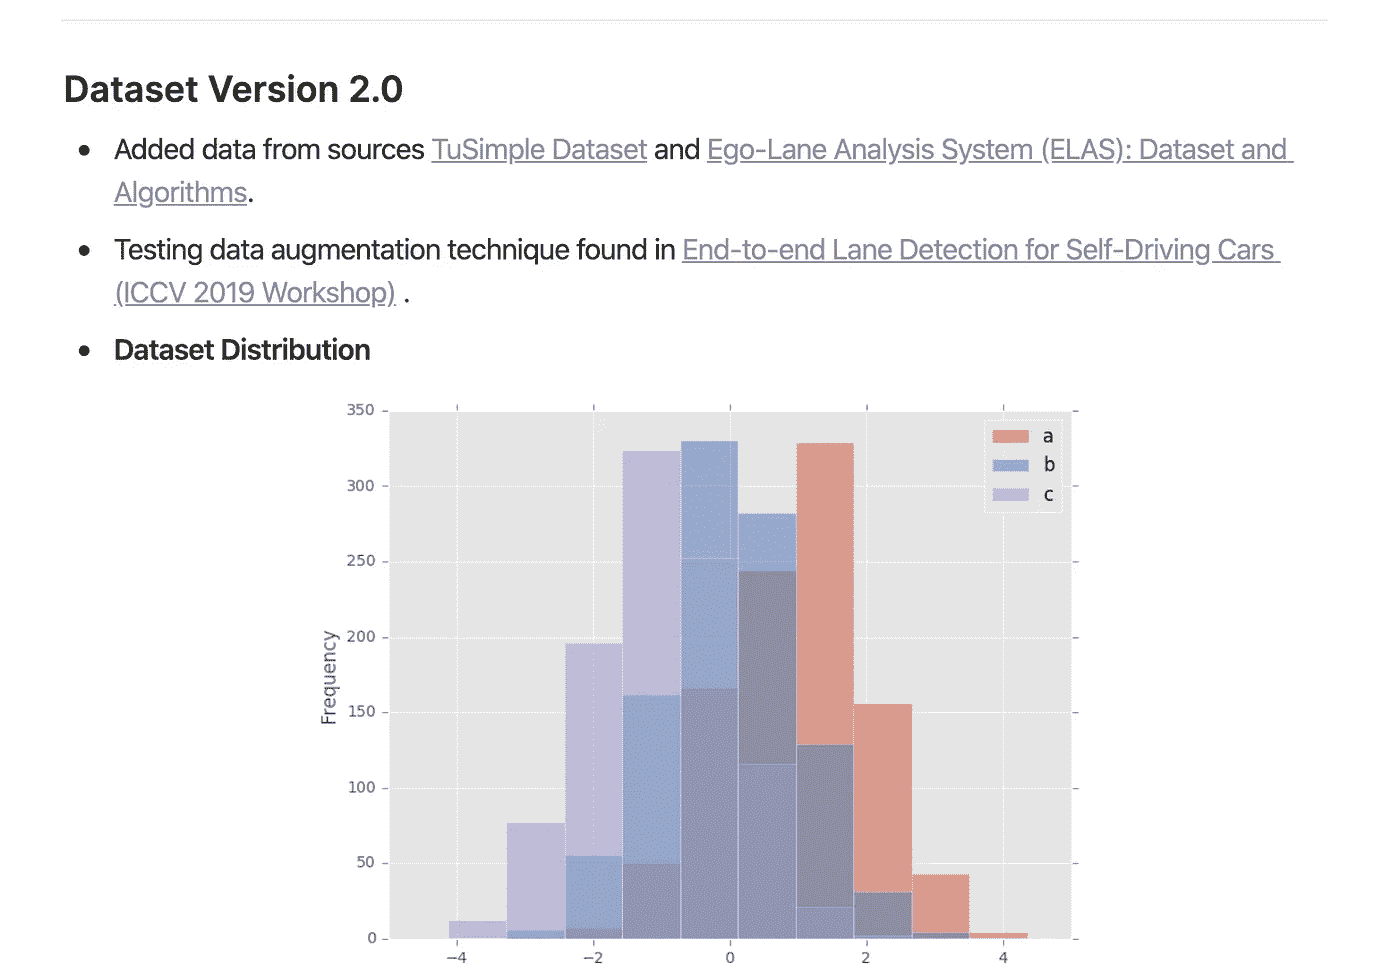 Dataset Version 2.0
Added data from sources TuSimple Dataset and Ego-Lane Analysis System (ELAS): Dataset and
Algorithms.
Testing data augmentation technique found in End-to-end Lane Detection for Self-Driving Cars
(ICCV 2019 Workshop) .
Dataset Distribution
a
b
c
Frequency
350
300
250
200
150
100
50
0
−4 −2 0 2 4